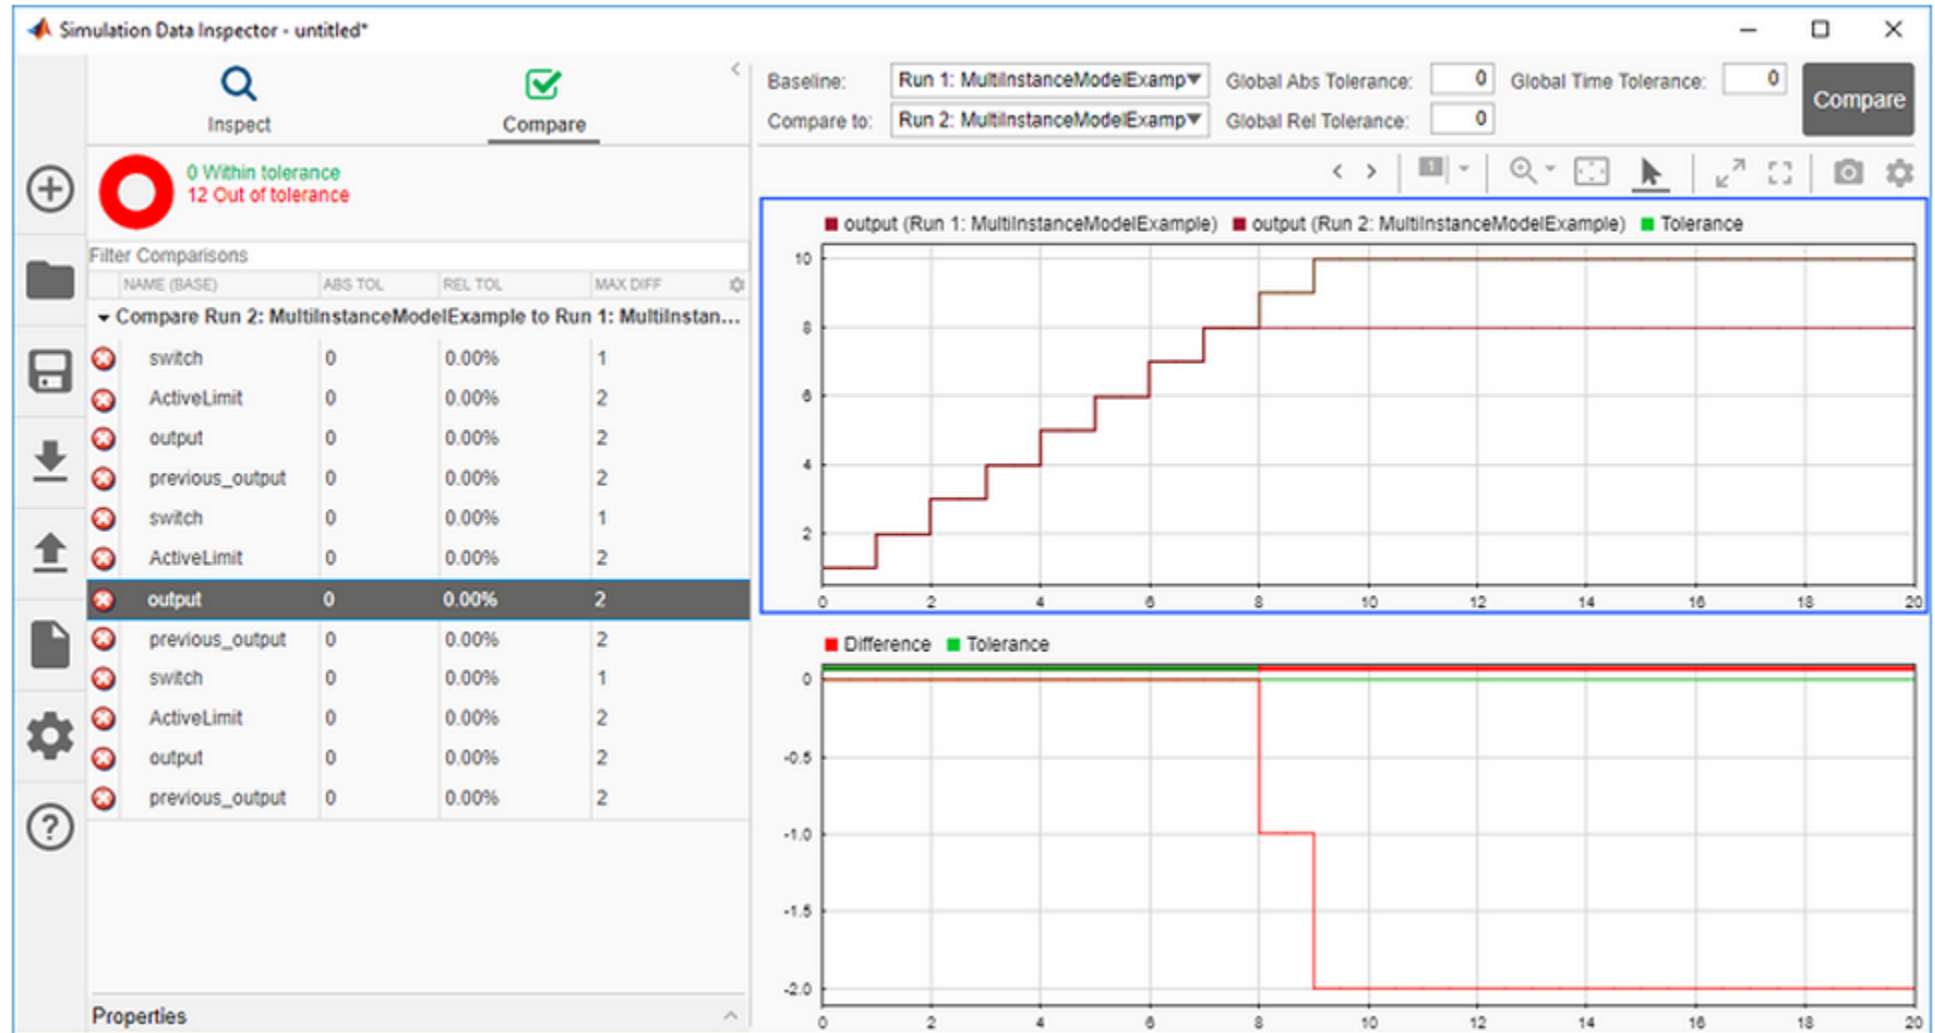 Simulation Data Inspector - untitled*
Inspect
Compare
0 Within tolerance
12 Out of tolerance
Filter Comparisons
NAME (BASE) ABS TOL REL TOL MAX DIFF
Compare Run 2: MultiInstanceModelExample to Run 1: MultiInstan...
switch 0 0.00% 1
ActiveLimit 0 0.00% 2
output 0 0.00% 2
previous_output 0 0.00% 2
switch 0 0.00% 1
ActiveLimit 0 0.00% 2
output 0 0.00% 2
previous_output 0 0.00% 2
switch 0 0.00% 1
ActiveLimit 0 0.00% 2
output 0 0.00% 2
previous_output 0 0.00% 2
Properties
Baseline: Run 1: MultiInstanceModelExamp Global Abs Tolerance: 0 Global Time Tolerance: 0
Compare to: Run 2: MultiInstanceModelExamp Global Rel Tolerance: 0
Compare
1
output (Run 1: MultiInstanceModelExample) output (Run 2: MultiInstanceModelExample) Tolerance
10
8
6
4
2
0 2 4 6 8 10 12 14 16 18 20
Difference Tolerance
0
-0.5
-1.0
-1.5
-2.0
0 2 4 6 8 10 12 14 16 18 20